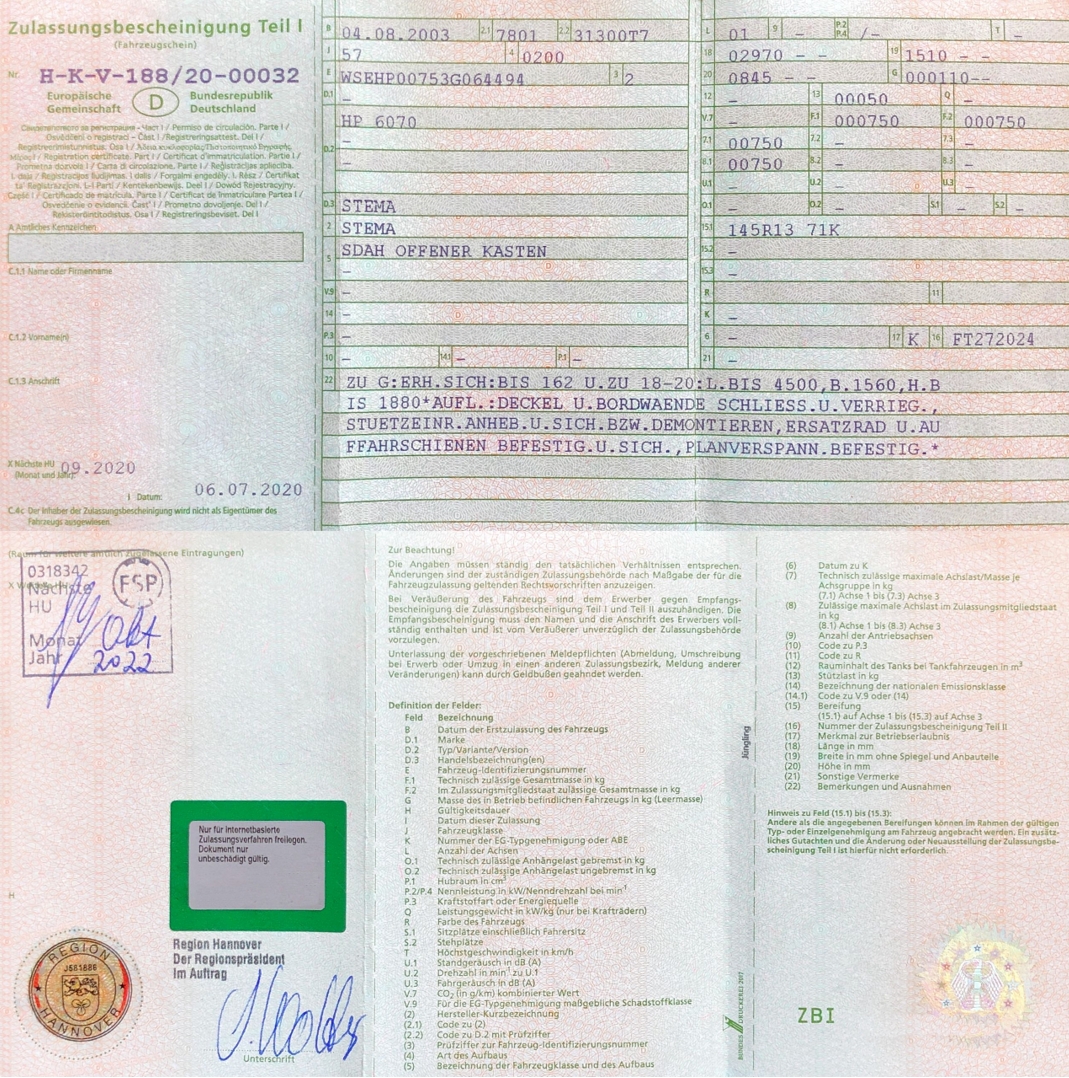 Zulassungsbescheinigung Teil I
(Fahrzeugschein)
Nr. H-K-V-188/20-00032
Europäische Gemeinschaft
D
Bundesrepublik Deutschland
Prometna dozvola I / Carta di circolazione. Parte I / Reģistrācijas apliecība.
A Amtliches Kennzeichen
C.1.1 Name oder Firmenname
C.1.2 Vorname(n)
C.1.3 Anschrift
X Nächste HU 09.2020
(Monat und Jahr)
I Datum: 06.07.2020
C.4c Der Inhaber der Zulassungsbescheinigung wird nicht als Eigentümer des
Fahrzeugs ausgewiesen.
B 04.08.2003 2.1 7801 2.2 31300T7
J 57 4 0200
E WSEHP00753G064494 3 2
D.1 –
HP 6070
D.2 –
–
D.3 STEMA
2 STEMA
5 SDAH OFFENER KASTEN
–
V.9 –
14 –
P.3 –
10 – 14.1 – P.1 –
L 01 9 – P.2 P.4 /– T –
18 02970 – – 19 1510 – –
20 0845 – – G 000110--
12 – 13 00050 Q –
V.7 – F.1 000750 F.2 000750
7.1 00750 7.2 – 7.3 –
8.1 00750 8.2 – 8.3 –
U.1 – U.2 – U.3 –
O.1 – O.2 – S.1 – S.2 –
15.1 145R13 71K
15.2 –
15.3 –
R 11
K –
6 17 K 16 FT272024
21 –
22 ZU G:ERH.SICH:BIS 162 U.ZU 18-20:L.BIS 4500,B.1560,H.B
IS 1880*AUFL.:DECKEL U.BORDWAENDE SCHLIESS.U.VERRIEG.,
STUETZEINR.ANHEB.U.SICH.BZW.DEMONTIEREN,ERSATZRAD U.AU
FFAHRSCHIENEN BEFESTIG.U.SICH.,PLANVERSPANN.BEFESTIG.*
(Raum für weitere amtlich zugelassene Eintragungen)
0318342
FSP
Nächste
HU
Monat Okt
Jahr 2022
Nur für internetbasierte
Zulassungsverfahren freilegen.
Dokument nur
unbeschädigt gültig.
H
REGION HANNOVER
Region Hannover
Der Regionspräsident
Im Auftrag
Unterschrift
Zur Beachtung!
Die Angaben müssen ständig den tatsächlichen Verhältnissen entsprechen.
Änderungen sind der zuständigen Zulassungsbehörde nach Maßgabe der für die
Fahrzeugzulassung geltenden Rechtsvorschriften anzuzeigen.
Bei Veräußerung des Fahrzeugs sind dem Erwerber gegen Empfangs-
bescheinigung die Zulassungsbescheinigung Teil I und Teil II auszuhändigen. Die
Empfangsbescheinigung muss den Namen und die Anschrift des Erwerbers voll-
ständig enthalten und ist vom Veräußerer unverzüglich der Zulassungsbehörde
vorzulegen.
Unterlassung der vorgeschriebenen Meldepflichten (Abmeldung, Umschreibung
bei Erwerb oder Umzug in einen anderen Zulassungsbezirk, Meldung anderer
Veränderungen) kann durch Geldbußen geahndet werden.
Definition der Felder:
Feld Bezeichnung
B Datum der Erstzulassung des Fahrzeugs
D.1 Marke
D.2 Typ/Variante/Version
D.3 Handelsbezeichnung(en)
E Fahrzeug-Identifizierungsnummer
F.1 Technisch zulässige Gesamtmasse in kg
F.2 Im Zulassungsmitgliedstaat zulässige Gesamtmasse in kg
G Masse des in Betrieb befindlichen Fahrzeugs in kg (Leermasse)
H Gültigkeitsdauer
I Datum dieser Zulassung
J Fahrzeugklasse
K Nummer der EG-Typgenehmigung oder ABE
L Anzahl der Achsen
O.1 Technisch zulässige Anhängelast gebremst in kg
O.2 Technisch zulässige Anhängelast ungebremst in kg
P.1 Hubraum in cm³
P.2/P.4 Nennleistung in kW/Nenndrehzahl bei min⁻¹
P.3 Kraftstoffart oder Energiequelle
Q Leistungsgewicht in kW/kg (nur bei Krafträdern)
R Farbe des Fahrzeugs
S.1 Sitzplätze einschließlich Fahrersitz
S.2 Stehplätze
T Höchstgeschwindigkeit in km/h
U.1 Standgeräusch in dB (A)
U.2 Drehzahl in min⁻¹ zu U.1
U.3 Fahrgeräusch in dB (A)
V.7 CO₂ (in g/km) kombinierter Wert
V.9 Für die EG-Typgenehmigung maßgebliche Schadstoffklasse
(2) Hersteller-Kurzbezeichnung
(2.1) Code zu (2)
(2.2) Code zu D.2 mit Prüfziffer
(3) Prüfziffer zur Fahrzeug-Identifizierungsnummer
(4) Art des Aufbaus
(5) Bezeichnung der Fahrzeugklasse und des Aufbaus
Jüngling
(6) Datum zu K
(7) Technisch zulässige maximale Achslast/Masse je
Achsgruppe in kg
(7.1) Achse 1 bis (7.3) Achse 3
(8) Zulässige maximale Achslast im Zulassungsmitgliedstaat
in kg
(8.1) Achse 1 bis (8.3) Achse 3
(9) Anzahl der Antriebsachsen
(10) Code zu P.3
(11) Code zu R
(12) Rauminhalt des Tanks bei Tankfahrzeugen in m³
(13) Stützlast in kg
(14) Bezeichnung der nationalen Emissionsklasse
(14.1) Code zu V.9 oder (14)
(15) Bereifung
(15.1) auf Achse 1 bis (15.3) auf Achse 3
(16) Nummer der Zulassungsbescheinigung Teil II
(17) Merkmal zur Betriebserlaubnis
(18) Länge in mm
(19) Breite in mm ohne Spiegel und Anbauteile
(20) Höhe in mm
(21) Sonstige Vermerke
(22) Bemerkungen und Ausnahmen
Hinweis zu Feld (15.1) bis (15.3):
Andere als die angegebenen Bereifungen können im Rahmen der gültigen
Typ- oder Einzelgenehmigung am Fahrzeug angebracht werden. Ein zusätz-
liches Gutachten und die Änderung oder Neuausstellung der Zulassungsbe-
scheinigung Teil I ist hierfür nicht erforderlich.
ZBI